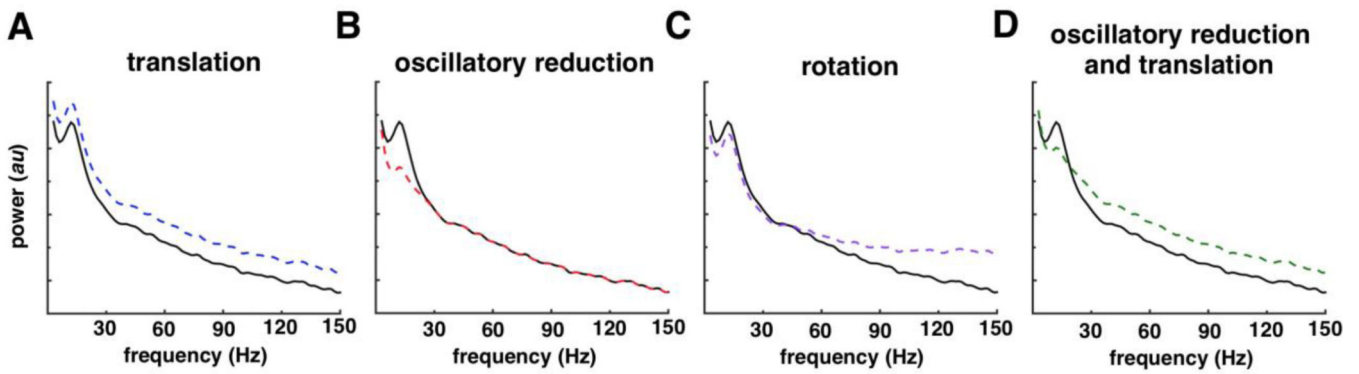 A
translation
power (au)
30 60 90 120 150
frequency (Hz)
B
oscillatory reduction
30 60 90 120 150
frequency (Hz)
C
rotation
30 60 90 120 150
frequency (Hz)
D
oscillatory reduction
and translation
30 60 90 120 150
frequency (Hz)